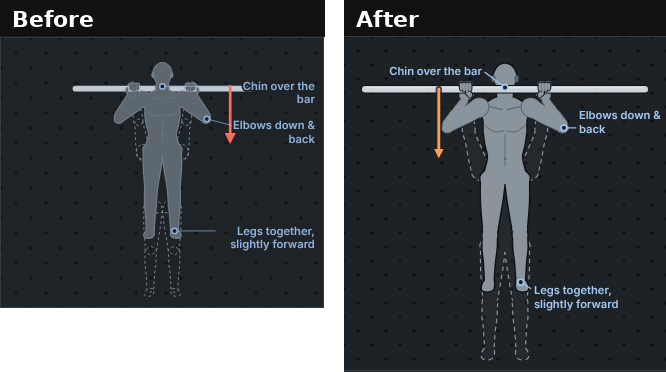 Before
Chin over the
bar
Elbows down &
back
Legs together,
slightly forward
After
Chin over the bar
Elbows down &
back
Legs together,
slightly forward